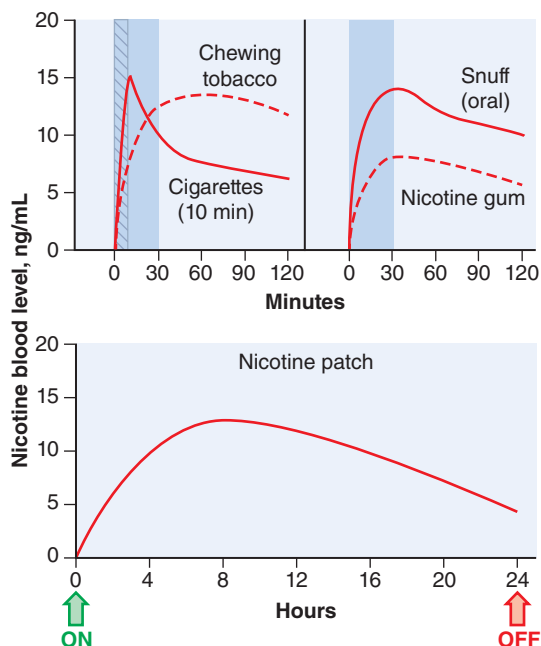 Nicotine blood level, ng/mL
20
15
10
5
0
Chewing
tobacco
Cigarettes
(10 min)
Snuff
(oral)
Nicotine gum
0 30 60 90 120
0 30 60 90 120
Minutes
20
15
10
5
0
Nicotine patch
0 4 8 12 16 20 24
Hours
ON
OFF